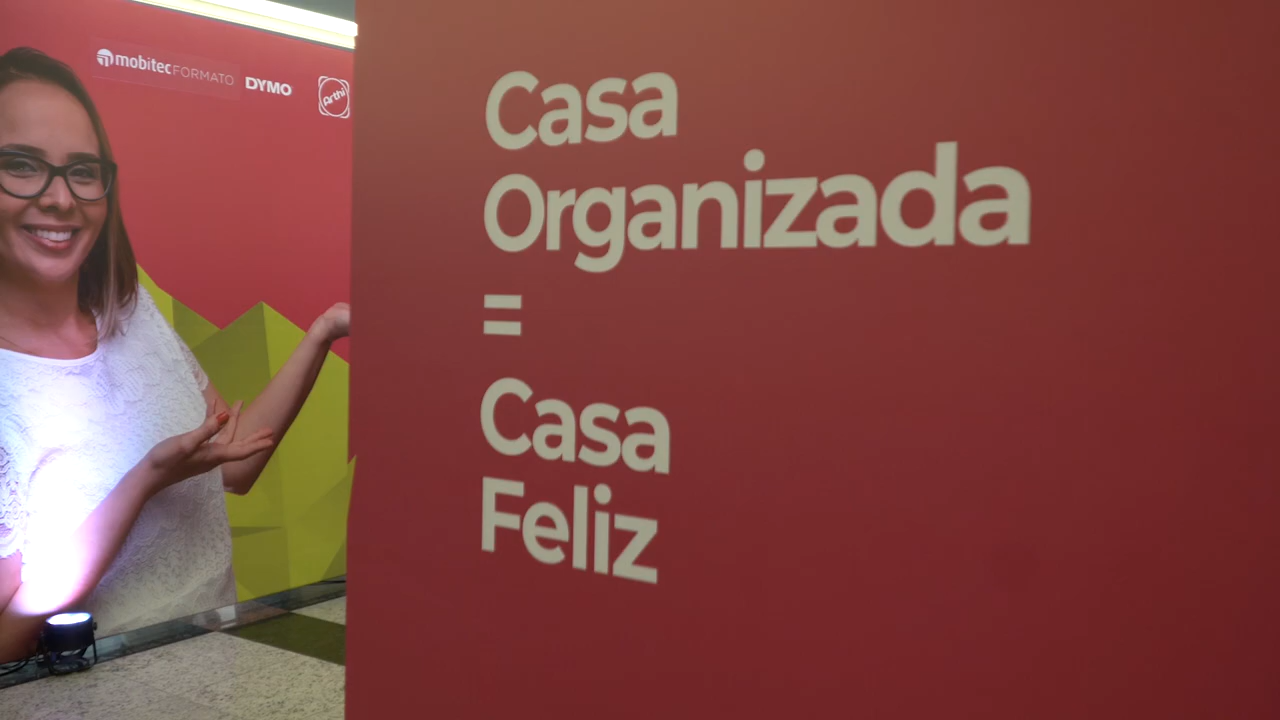 mobitec FORMATO DYMO Arthi
Casa
Organizada
=
Casa
Feliz